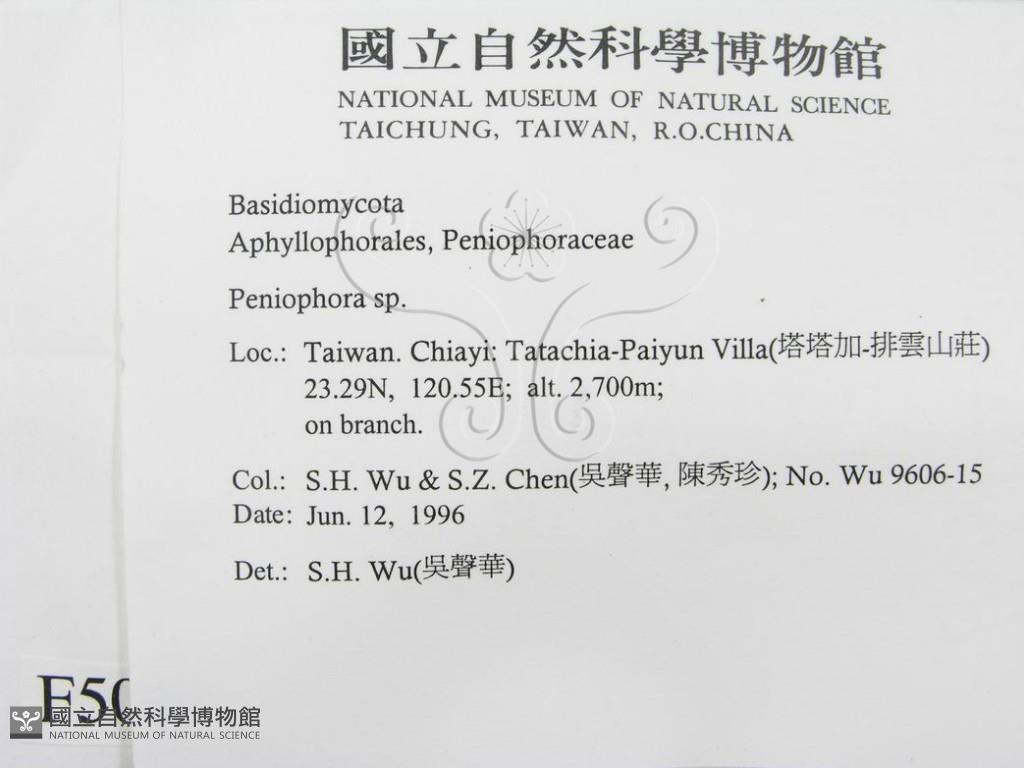 國立自然科學博物館
NATIONAL MUSEUM OF NATURAL SCIENCE
TAICHUNG, TAIWAN, R.O.CHINA
Basidiomycota
Aphyllophorales, Peniophoraceae
Peniophora sp.
Loc.: Taiwan. Chiayi: Tatachia-Paiyun Villa(塔塔加-排雲山莊)
23.29N, 120.55E; alt. 2,700m;
on branch.
Col.: S.H. Wu & S.Z. Chen(吳聲華, 陳秀珍); No. Wu 9606-15
Date: Jun. 12, 1996
Det.: S.H. Wu(吳聲華)
國立自然科學博物館
NATIONAL MUSEUM OF NATURAL SCIENCE